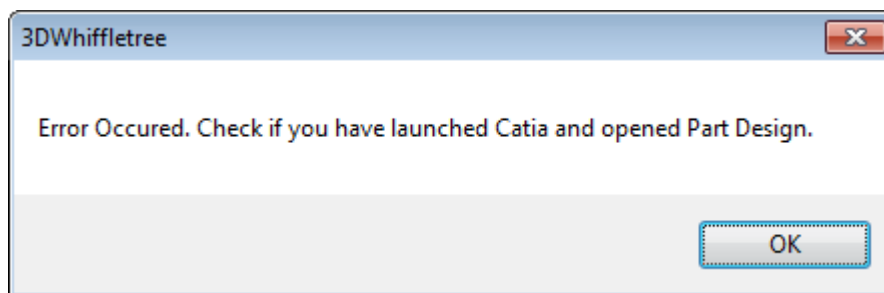 3DWhiffletree
Error Occured. Check if you have launched Catia and opened Part Design.
OK